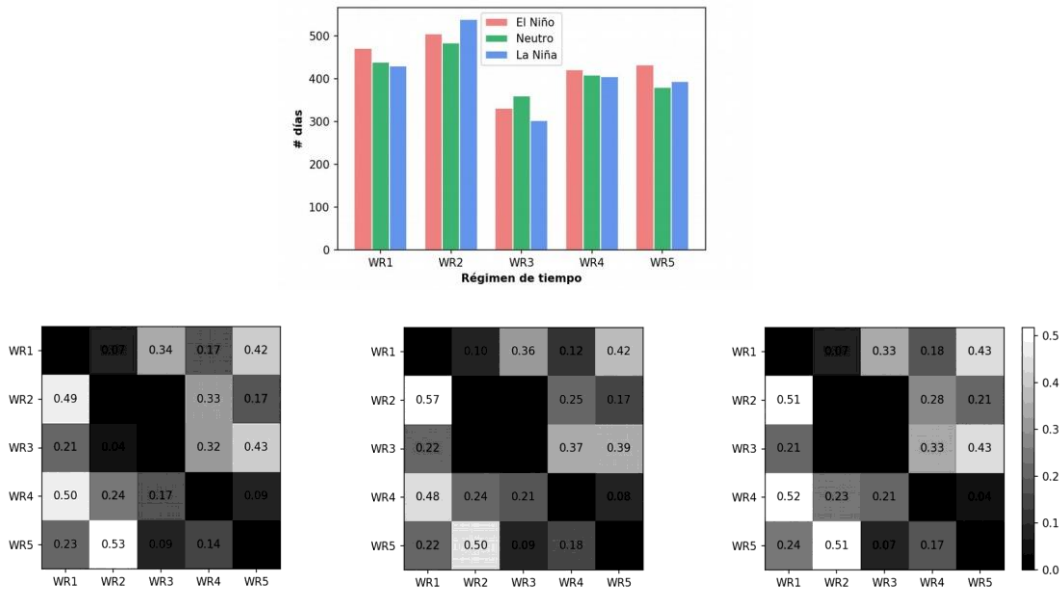 El Niño
Neutro
La Niña
500
400
300
200
100
0
# días
WR1 WR2 WR3 WR4 WR5
Régimen de tiempo
WR1 0.07 0.34 0.17 0.42
WR2 0.49 0.33 0.17
WR3 0.21 0.04 0.32 0.43
WR4 0.50 0.24 0.17 0.09
WR5 0.23 0.53 0.09 0.14
WR1 WR2 WR3 WR4 WR5
WR1 0.10 0.36 0.12 0.42
WR2 0.57 0.25 0.17
WR3 0.22 0.37 0.39
WR4 0.48 0.24 0.21 0.08
WR5 0.22 0.50 0.09 0.18
WR1 WR2 WR3 WR4 WR5
WR1 0.07 0.33 0.18 0.43
WR2 0.51 0.28 0.21
WR3 0.21 0.33 0.43
WR4 0.52 0.23 0.21 0.04
WR5 0.24 0.51 0.07 0.17
WR1 WR2 WR3 WR4 WR5
0.5
0.4
0.3
0.2
0.1
0.0